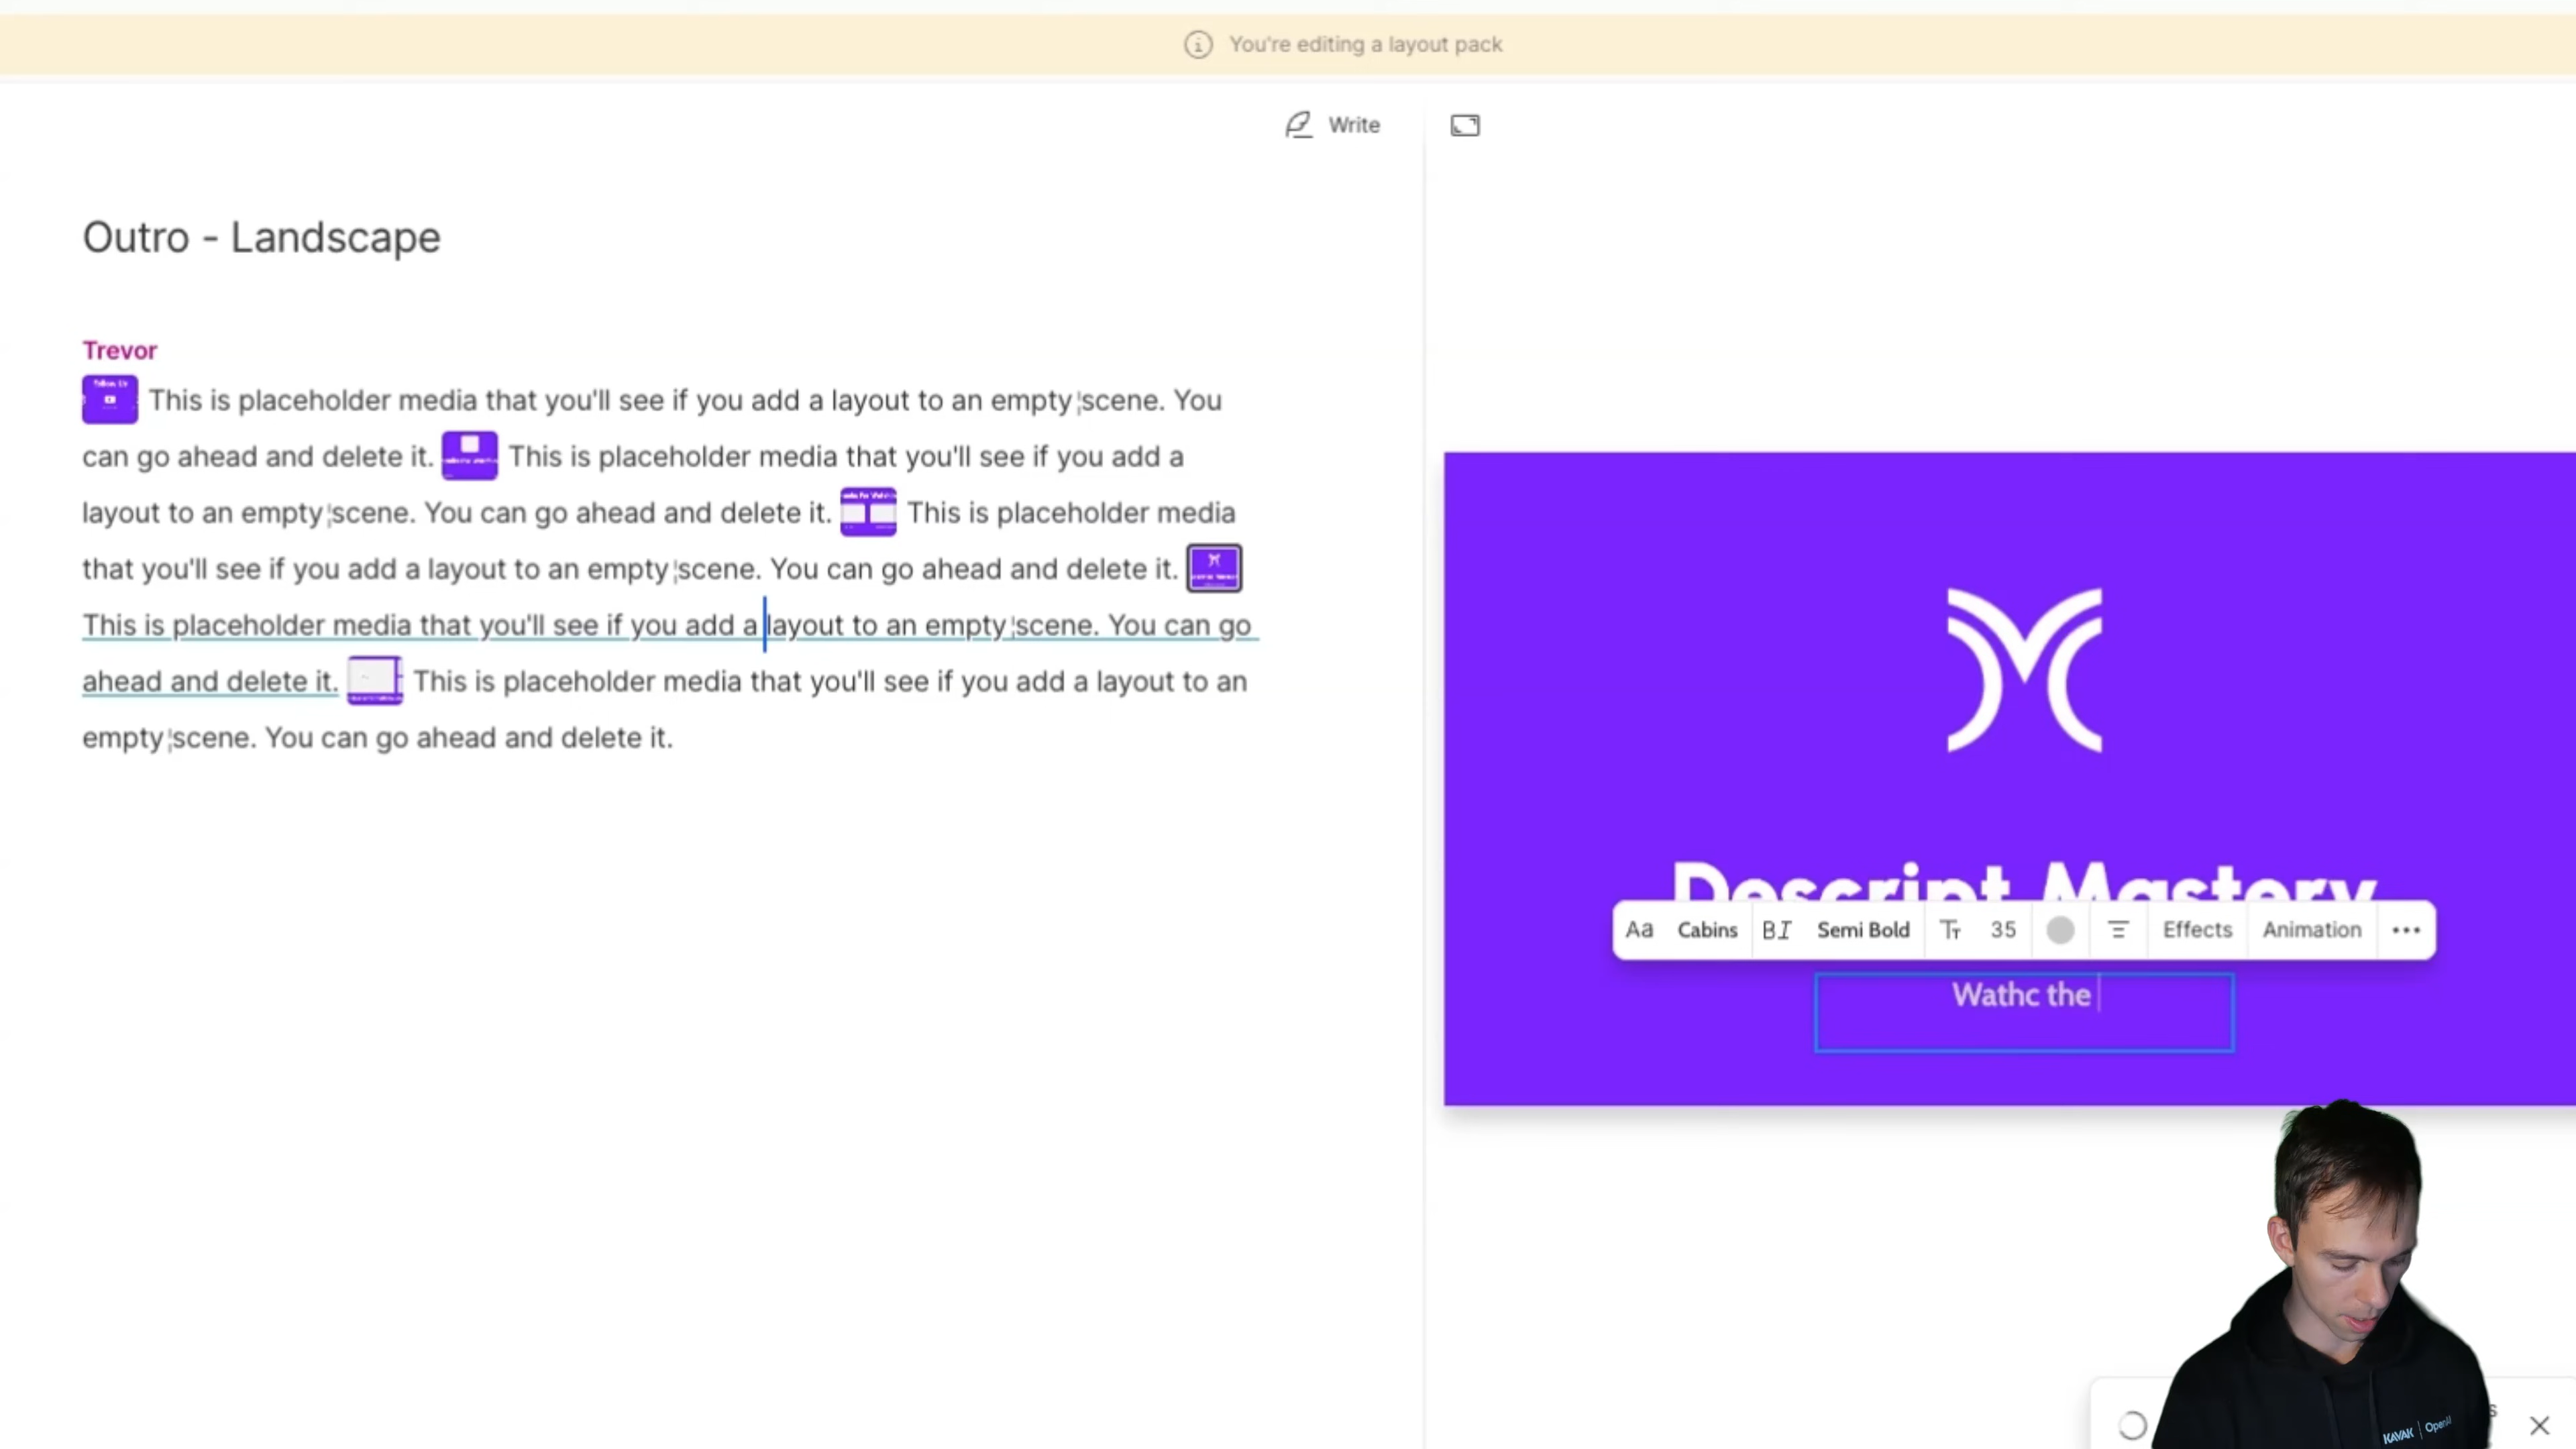 You're editing a layout pack
Write
Outro - Landscape
Trevor
This is placeholder media that you'll see if you add a layout to an empty scene. You
can go ahead and delete it. This is placeholder media that you'll see if you add a
layout to an empty scene. You can go ahead and delete it. This is placeholder media
that you'll see if you add a layout to an empty scene. You can go ahead and delete it.
This is placeholder media that you'll see if you add a layout to an empty scene. You can go
ahead and delete it. This is placeholder media that you'll see if you add a layout to an
empty scene. You can go ahead and delete it.
Descript Mastery
Aa Cabins BI Semi Bold Tт 35 Effects Animation
Wathc the
KAVAK | OpenAI